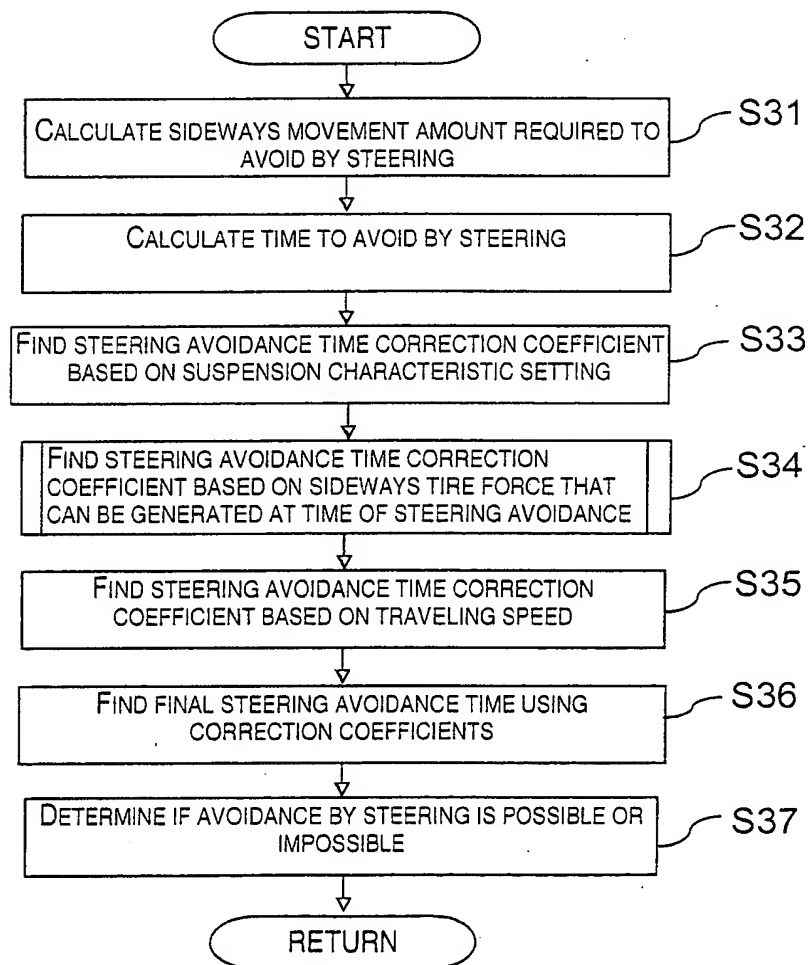 START
CALCULATE SIDEWAYS MOVEMENT AMOUNT REQUIRED TO
AVOID BY STEERING
S31
CALCULATE TIME TO AVOID BY STEERING
S32
FIND STEERING AVOIDANCE TIME CORRECTION COEFFICIENT
BASED ON SUSPENSION CHARACTERISTIC SETTING
S33
FIND STEERING AVOIDANCE TIME CORRECTION
COEFFICIENT BASED ON SIDEWAYS TIRE FORCE THAT
CAN BE GENERATED AT TIME OF STEERING AVOIDANCE
S34
FIND STEERING AVOIDANCE TIME CORRECTION
COEFFICIENT BASED ON TRAVELING SPEED
S35
FIND FINAL STEERING AVOIDANCE TIME USING
CORRECTION COEFFICIENTS
S36
DETERMINE IF AVOIDANCE BY STEERING IS POSSIBLE OR
IMPOSSIBLE
S37
RETURN